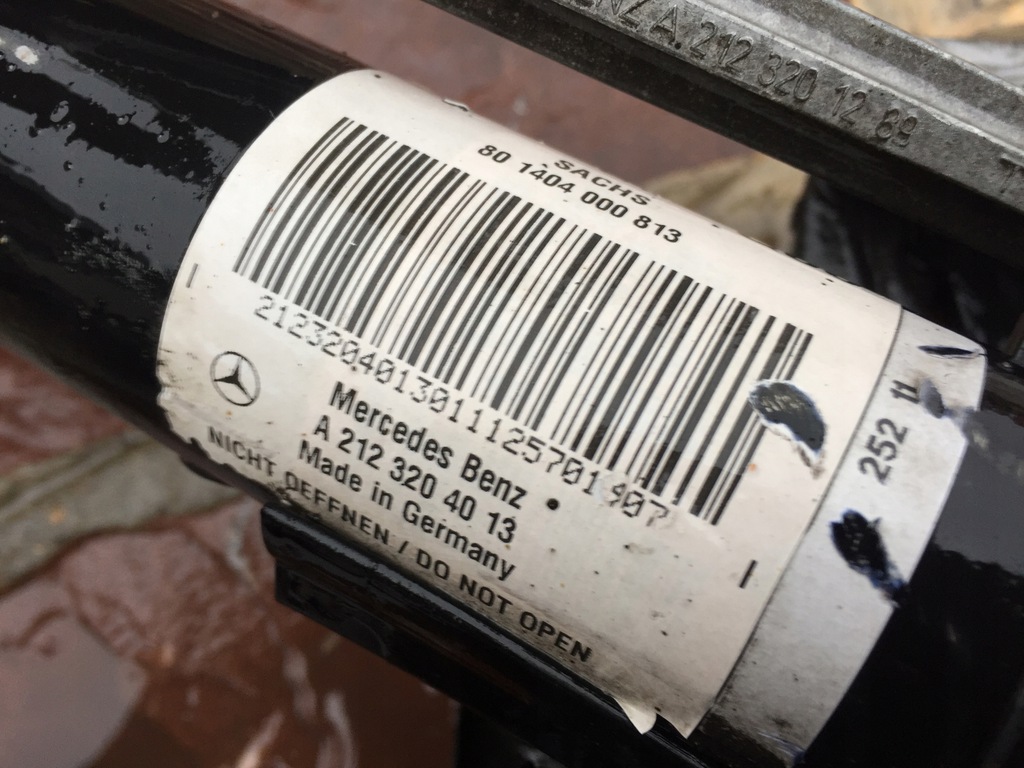 A.212 320 12 89
SACHS
80 1404 000 813
Mercedes Benz
A 212 320 40 13
Made in Germany
NICHT OEFFNEN / DO NOT OPEN
252